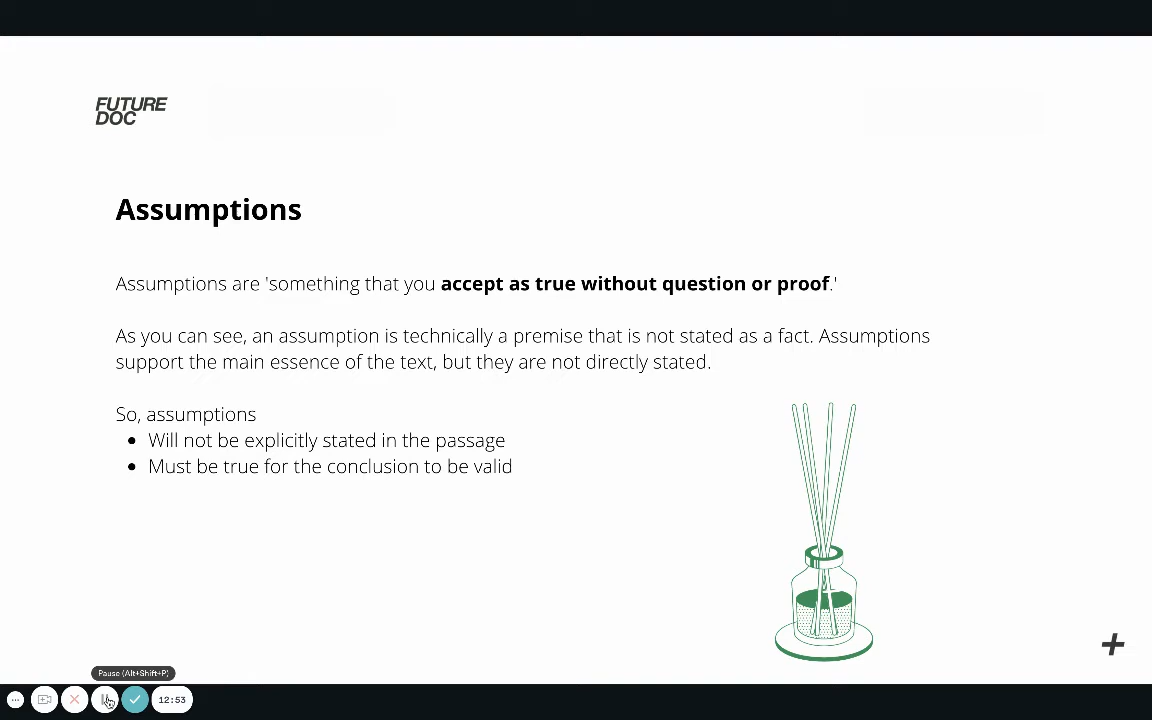 FUTURE
DOC
Assumptions
Assumptions are 'something that you accept as true without question or proof.'
As you can see, an assumption is technically a premise that is not stated as a fact. Assumptions
support the main essence of the text, but they are not directly stated.
So, assumptions
• Will not be explicitly stated in the passage
• Must be true for the conclusion to be valid
Pause (Alt+Shift+P)
12:53